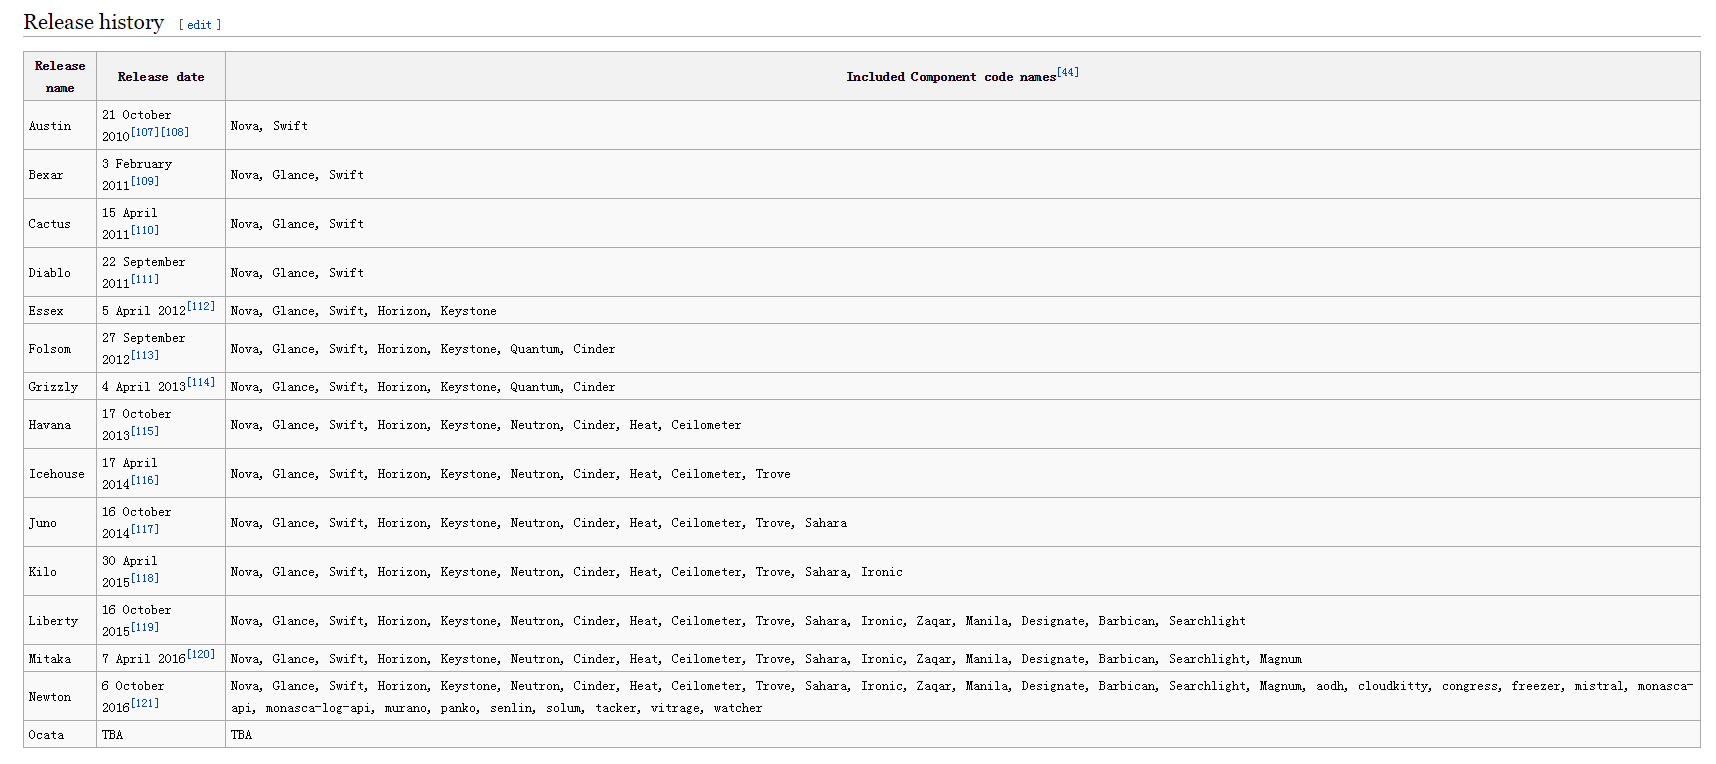 Release history [ edit ]
Release name
Release date
Included Component code names[44]
Austin
21 October
2010[107][108]
Nova, Swift
Bexar
3 February
2011[109]
Nova, Glance, Swift
Cactus
15 April
2011[110]
Nova, Glance, Swift
Diablo
22 September
2011[111]
Nova, Glance, Swift
Essex
5 April 2012[112]
Nova, Glance, Swift, Horizon, Keystone
Folsom
27 September
2012[113]
Nova, Glance, Swift, Horizon, Keystone, Quantum, Cinder
Grizzly
4 April 2013[114]
Nova, Glance, Swift, Horizon, Keystone, Quantum, Cinder
Havana
17 October
2013[115]
Nova, Glance, Swift, Horizon, Keystone, Neutron, Cinder, Heat, Ceilometer
Icehouse
17 April
2014[116]
Nova, Glance, Swift, Horizon, Keystone, Neutron, Cinder, Heat, Ceilometer, Trove
Juno
16 October
2014[117]
Nova, Glance, Swift, Horizon, Keystone, Neutron, Cinder, Heat, Ceilometer, Trove, Sahara
Kilo
30 April
2015[118]
Nova, Glance, Swift, Horizon, Keystone, Neutron, Cinder, Heat, Ceilometer, Trove, Sahara, Ironic
Liberty
16 October
2015[119]
Nova, Glance, Swift, Horizon, Keystone, Neutron, Cinder, Heat, Ceilometer, Trove, Sahara, Ironic, Zaqar, Manila, Designate, Barbican, Searchlight
Mitaka
7 April 2016[120]
Nova, Glance, Swift, Horizon, Keystone, Neutron, Cinder, Heat, Ceilometer, Trove, Sahara, Ironic, Zaqar, Manila, Designate, Barbican, Searchlight, Magnum
Newton
6 October
2016[121]
Nova, Glance, Swift, Horizon, Keystone, Neutron, Cinder, Heat, Ceilometer, Trove, Sahara, Ironic, Zaqar, Manila, Designate, Barbican, Searchlight, Magnum, aodh, cloudkitty, congress, freezer, mistral, monasca-
api, monasca-log-api, murano, panko, senlin, solum, tacker, vitrage, watcher
Ocata
TBA
TBA